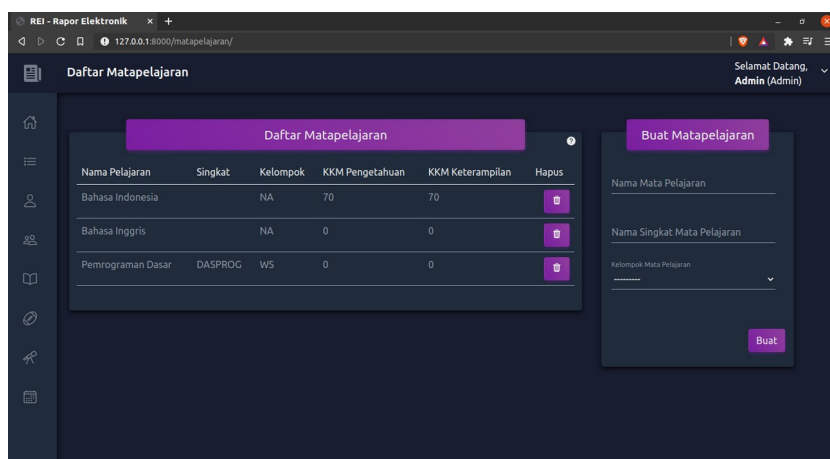 REI - Rapor Elektronik
127.0.0.1:8000/matapelajaran/
Daftar Matapelajaran
Selamat Datang,
Admin (Admin)
Daftar Matapelajaran
Nama Pelajaran Singkat Kelompok KKM Pengetahuan KKM Keterampilan Hapus
Bahasa Indonesia NA 70 70
Bahasa Inggris NA 0 0
Pemrograman Dasar DASPROG WS 0 0
Buat Matapelajaran
Nama Mata Pelajaran
Nama Singkat Mata Pelajaran
Kelompok Mata Pelajaran
---------
Buat